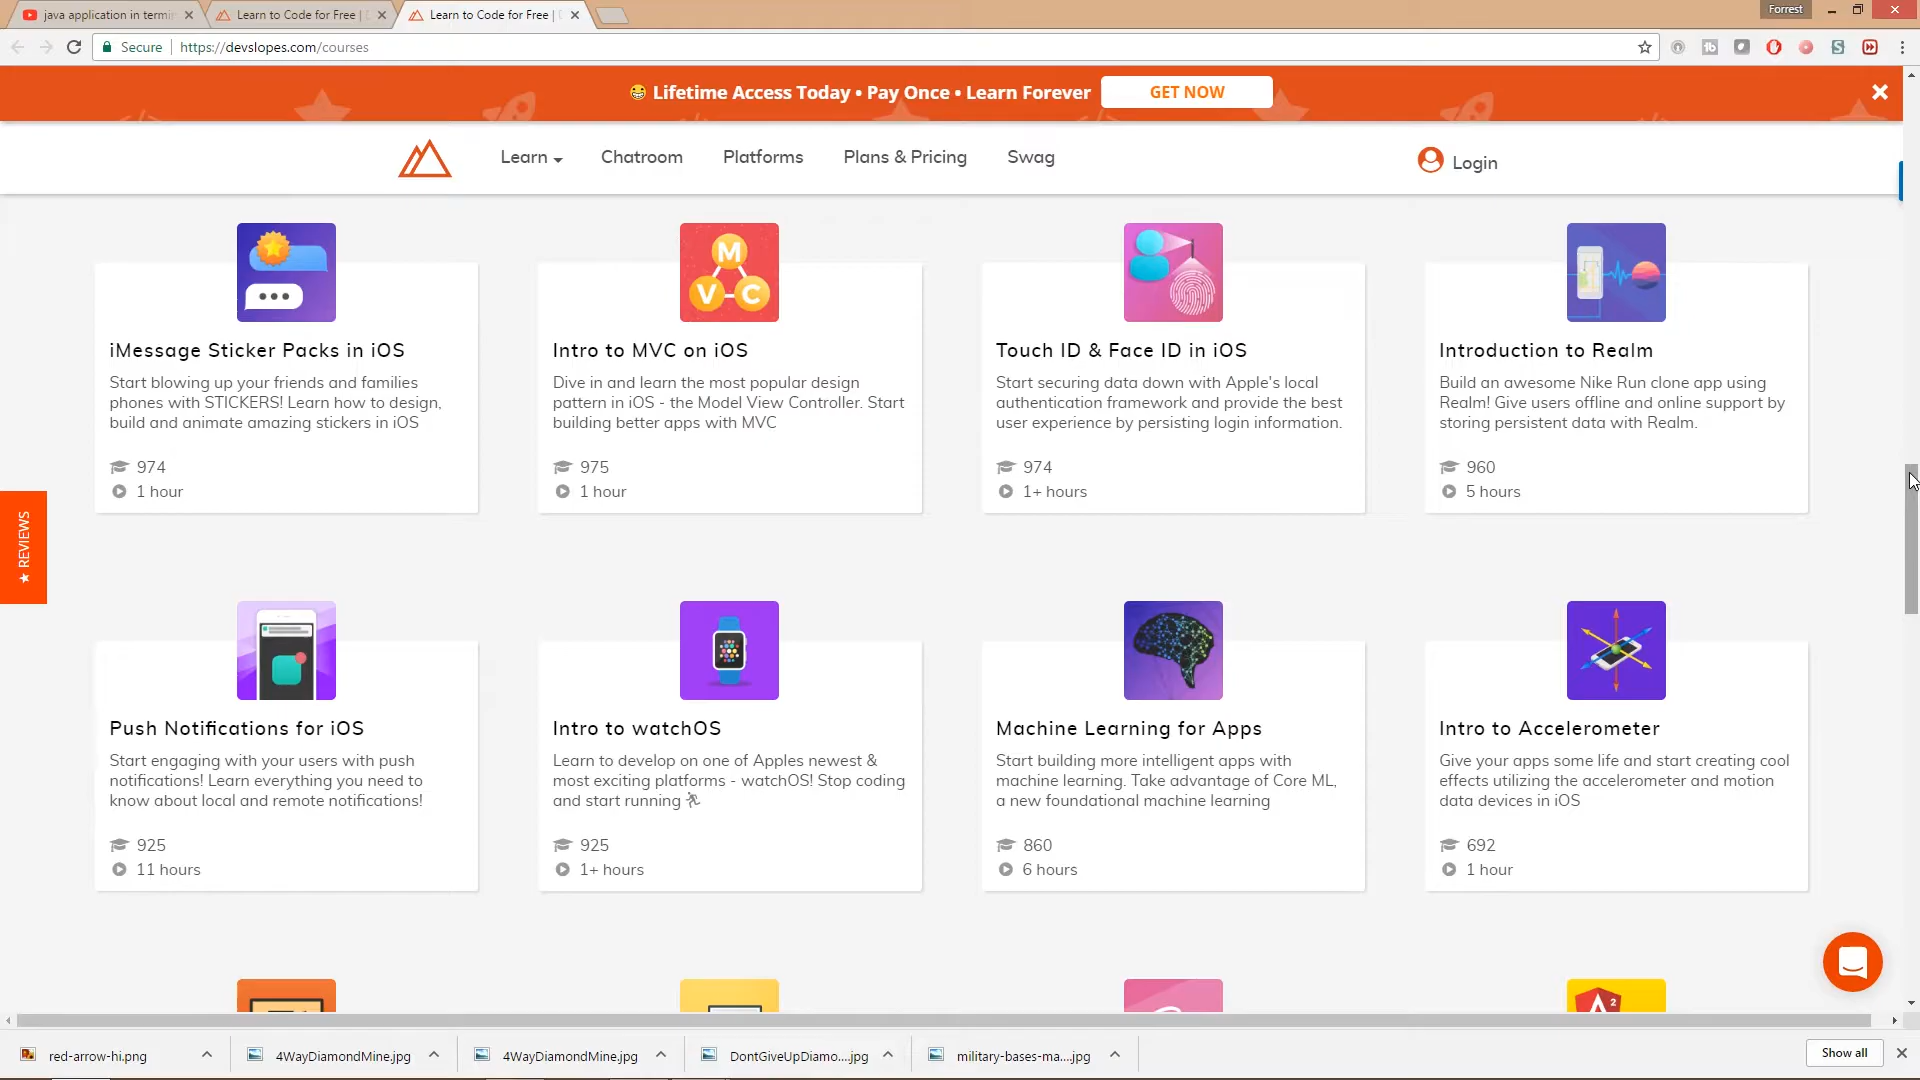 java application in termi
Learn to Code for Free |
Learn to Code for Free |
Forrest
Secure
https://devslopes.com/courses
Lifetime Access Today • Pay Once • Learn Forever
GET NOW
Learn
Chatroom
Platforms
Plans & Pricing
Swag
Login
M
V
C
iMessage Sticker Packs in iOS
Start blowing up your friends and families
phones with STICKERS! Learn how to design,
build and animate amazing stickers in iOS
974
1 hour
Intro to MVC on iOS
Dive in and learn the most popular design
pattern in iOS - the Model View Controller. Start
building better apps with MVC
975
1 hour
Touch ID & Face ID in iOS
Start securing data down with Apple's local
authentication framework and provide the best
user experience by persisting login information.
974
1+ hours
Introduction to Realm
Build an awesome Nike Run clone app using
Realm! Give users offline and online support by
storing persistent data with Realm.
960
5 hours
★ REVIEWS
Push Notifications for iOS
Start engaging with your users with push
notifications! Learn everything you need to
know about local and remote notifications!
925
11 hours
Intro to watchOS
Learn to develop on one of Apples newest &
most exciting platforms - watchOS! Stop coding
and start running
925
1+ hours
Machine Learning for Apps
Start building more intelligent apps with
machine learning. Take advantage of Core ML,
a new foundational machine learning
860
6 hours
Intro to Accelerometer
Give your apps some life and start creating cool
effects utilizing the accelerometer and motion
data devices in iOS
692
1 hour
red-arrow-hi.png
4WayDiamondMine.jpg
4WayDiamondMine.jpg
DontGiveUpDiamo....jpg
military-bases-ma....jpg
Show all